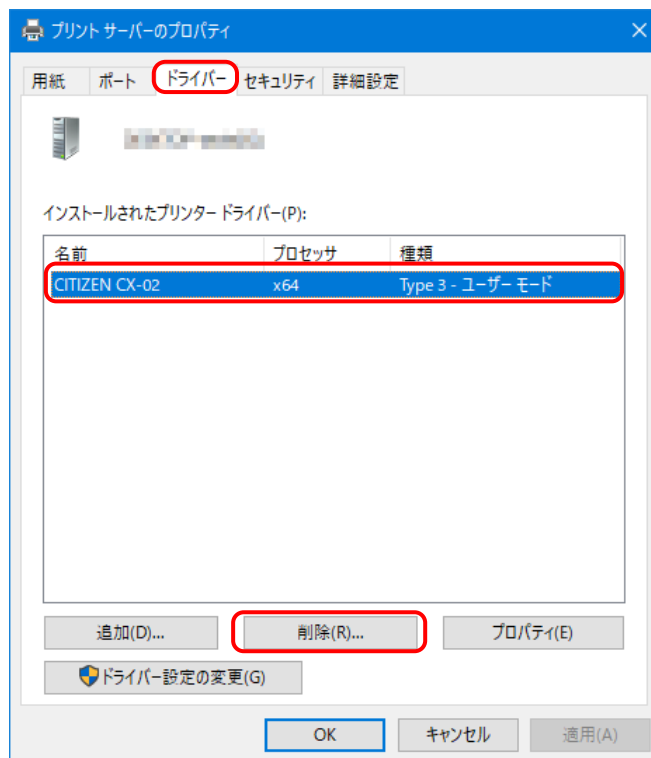 プリント サーバーのプロパティ
用紙 ポート ドライバー セキュリティ 詳細設定
インストールされたプリンター ドライバー(P):
名前 プロセッサ 種類
CITIZEN CX-02 x64 Type 3 - ユーザー モード
追加(D)... 削除(R)... プロパティ(E)
ドライバー設定の変更(G)
OK キャンセル 適用(A)